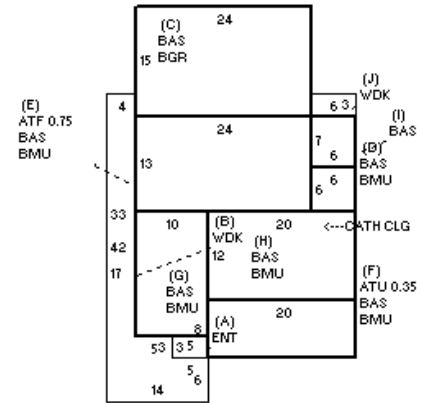 24
(C)
BAS
BGR
15
(J)
WDK
6 3
4
(E)
ATF 0.75
BAS
BMU
(I)
BAS
24
7
6
(D)
BAS
BMU
13
6
6
33
10
(B)
WDK
12
20
<---CATH CLG
(H)
BAS
BMU
42
17
(G)
BAS
BMU
(F)
ATU 0.35
BAS
BMU
20
8
(A)
ENT
53
3 5
5
6
14